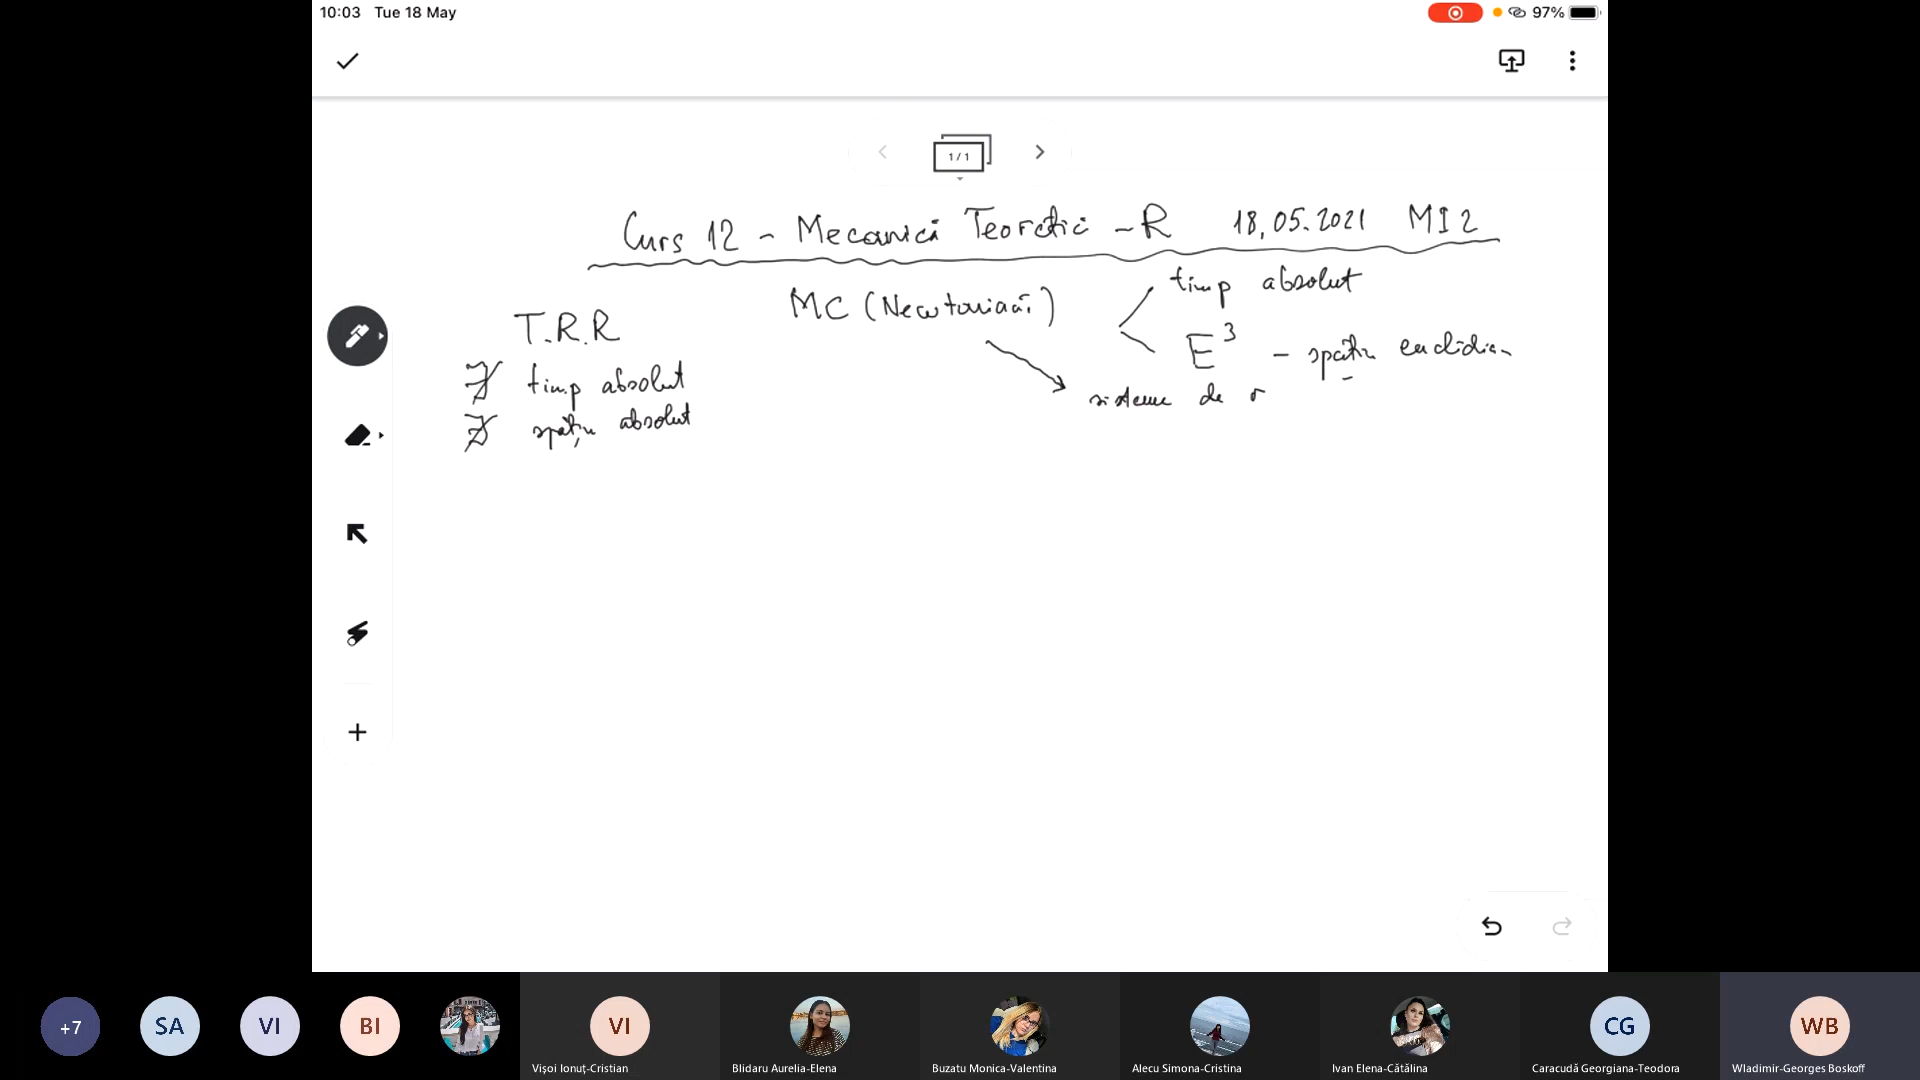 10:03 Tue 18 May
97%
1 / 1
Curs 12 - Mecanică Teoretică - R 18.05.2021 MI2
MC (Newtoniană)
timp absolut
E³ - spațiu euclidian
sisteme de r
T.R.R
∄ timp absolut
∄ spațiu absolut
+7
SA
VI
BI
VI
CG
WB
Vișoi Ionuț-Cristian
Blidaru Aurelia-Elena
Buzatu Monica-Valentina
Alecu Simona-Cristina
Ivan Elena-Cătălina
Caracudă Georgiana-Teodora
Wladimir-Georges Boskoff